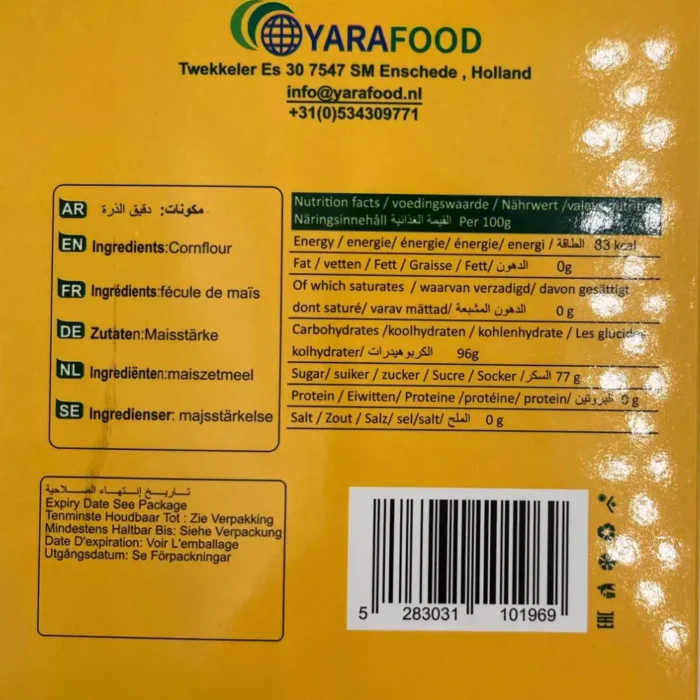 YARAFOOD
Twekkeler Es 30 7547 SM Enschede , Holland
info@yarafood.nl
+31(0)534309771
AR مكونات: دقيق الذرة
EN Ingredients:Cornflour
FR Ingrédients:fécule de maïs
DE Zutaten:Maisstärke
NL Ingrediënten:maiszetmeel
SE Ingredienser: majsstärkelse
Nutrition facts / voedingswaarde / Nährwert /
Näringsinnehåll القيمة الغذائية Per 100g
Energy / energie/ énergie/ énergie/ energi / الطاقة 83 kcal
Fat / vetten / Fett / Graisse / Fett/ الدهون 0g
Of which saturates / waarvan verzadigd/ davon gesättigt
dont saturé/ varav mättad/ الدهون المشبعة 0 g
Carbohydrates /koolhydraten / kohlenhydrate / Les glucides
kolhydrater/ الكربوهيدرات 96g
Sugar/ suiker / zucker / Sucre / Socker /السكر 77 g
Protein / Eiwitten/ Proteine /protéine/ protein/ البروتين 0 g
Salt / Zout / Salz/ sel/salt/ الملح 0 g
تاريخ إنتهاء الصلاحية
Expiry Date See Package
Tenminste Houdbaar Tot : Zie Verpakking
Mindestens Haltbar Bis: Siehe Verpackung
Date D'expiration: Voir L'emballage
Utgångsdatum: Se Förpackningar
5 283031 101969
EAC